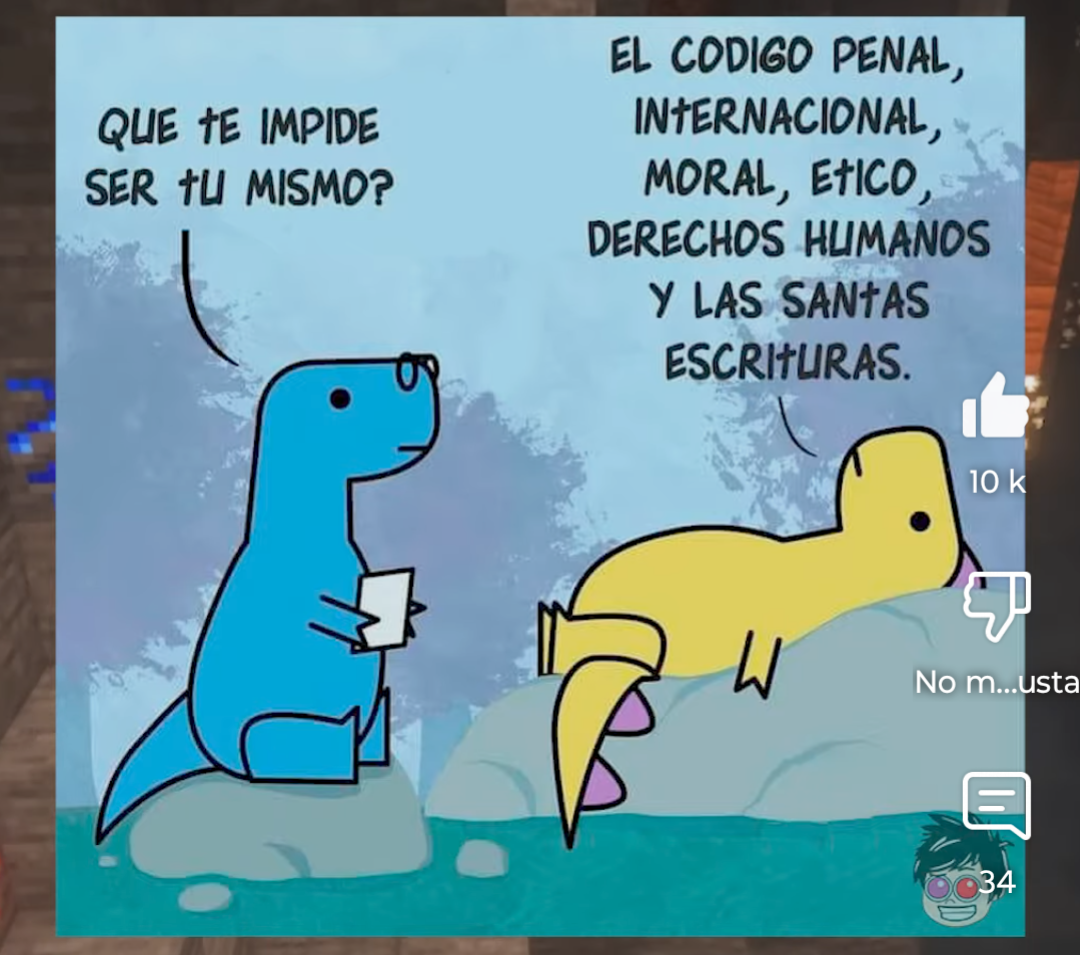 QUE TE IMPIDE
SER TU MISMO?
EL CODIGO PENAL,
INTERNACIONAL,
MORAL, ETICO,
DERECHOS HUMANOS
Y LAS SANTAS
ESCRITURAS.
10 k
No m...usta
34